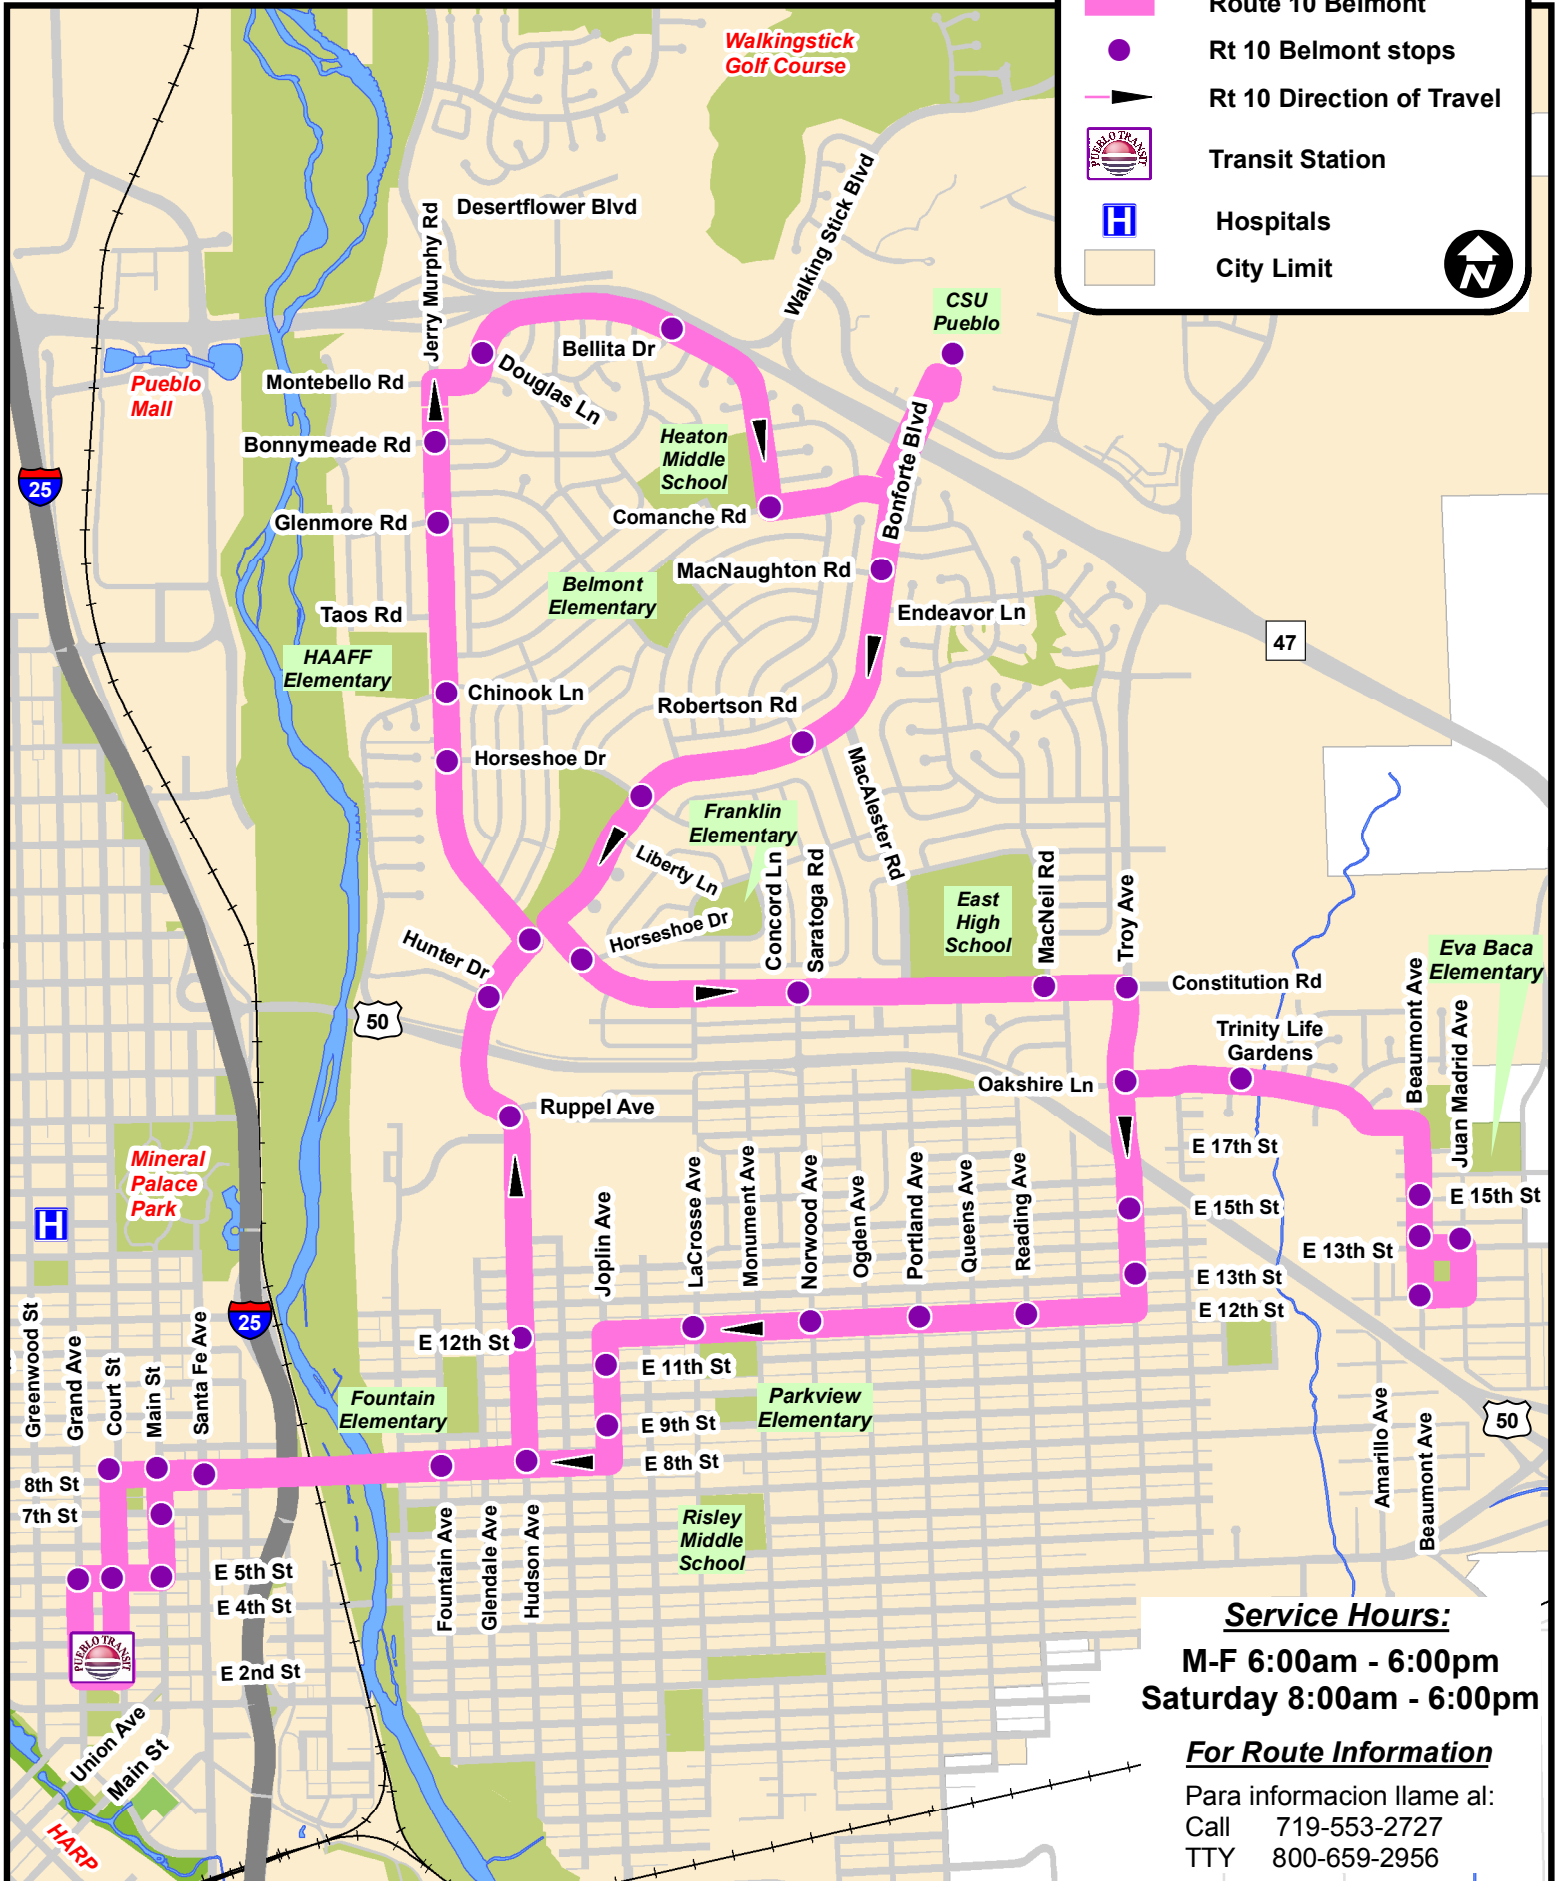 Route 10 Belmont
Rt 10 Belmont stops
Rt 10 Direction of Travel
PUEBLO TRANSIT
Transit Station
H
Hospitals
City Limit
N
Walkingstick
Golf Course
Desertflower Blvd
Jerry Murphy Rd
Walking Stick Blvd
CSU
Pueblo
Bellita Dr
Douglas Ln
Montebello Rd
Pueblo
Mall
Bonnymeade Rd
Heaton
Middle
School
Bonforte Blvd
25
Glenmore Rd
Comanche Rd
MacNaughton Rd
Belmont
Elementary
Endeavor Ln
Taos Rd
47
HAAFF
Elementary
Chinook Ln
Robertson Rd
Horseshoe Dr
MacAlester Rd
Franklin
Elementary
Liberty Ln
Concord Ln
Saratoga Rd
East
High
School
MacNeil Rd
Troy Ave
Horseshoe Dr
Hunter Dr
Eva Baca
Elementary
Constitution Rd
Beaumont Ave
Juan Madrid Ave
50
Trinity Life
Gardens
Oakshire Ln
Ruppel Ave
E 17th St
Mineral
Palace
Park
H
E 15th St
E 15th St
Joplin Ave
LaCrosse Ave
Monument Ave
Norwood Ave
Ogden Ave
Portland Ave
Queens Ave
Reading Ave
E 13th St
E 13th St
E 12th St
25
E 12th St
Greenwood St
Grand Ave
Court St
Main St
Santa Fe Ave
E 11th St
Fountain
Elementary
Parkview
Elementary
E 9th St
50
Amarillo Ave
Beaumont Ave
E 8th St
8th St
7th St
Risley
Middle
School
Fountain Ave
Glendale Ave
Hudson Ave
E 5th St
E 4th St
PUEBLO TRANSIT
E 2nd St
Union Ave
Main St
HARP
Service Hours:
M-F 6:00am - 6:00pm
Saturday 8:00am - 6:00pm
For Route Information
Para informacion llame al:
Call 719-553-2727
TTY 800-659-2956